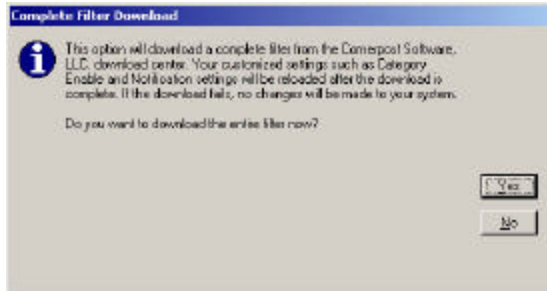 Complete Filter Download
This option will download a complete filter from the Cornerpost Software,
LLC. download center. Your customized settings such as Category
Enable and Notification settings will be reloaded after the download is
complete. If the download fails, no changes will be made to your system.
Do you want to download the entire filter now?
Yes
No